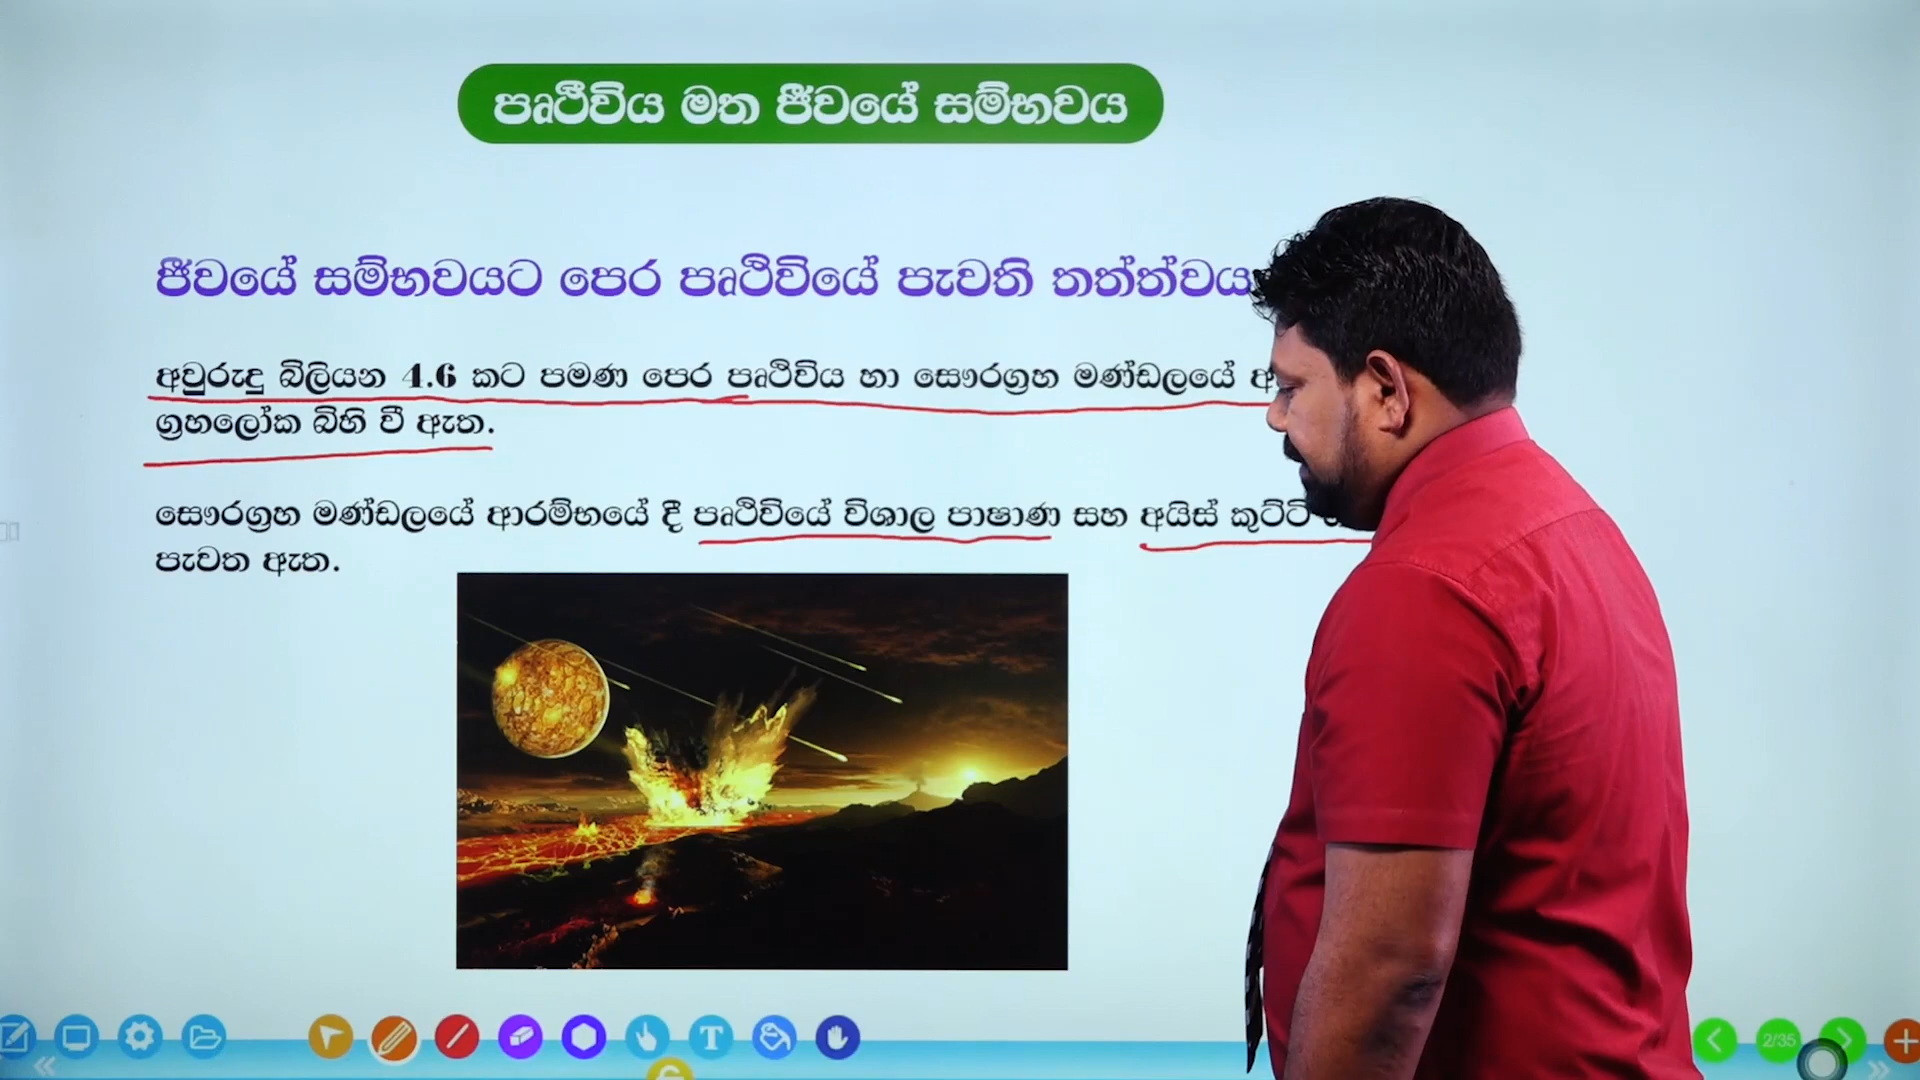 පෘථිවිය මත ජීවයේ සම්භවය
ජීවයේ සම්භවයට පෙර පෘථිවියේ පැවති තත්ත්වය
අවුරුදු බිලියන 4.6 කට පමණ පෙර පෘථිවිය හා සෞරග්‍රහ මණ්ඩලයේ
ග්‍රහලෝක බිහි වී ඇත.
සෞරග්‍රහ මණ්ඩලයේ ආරම්භයේ දී පෘථිවියේ විශාල පාෂාණ සහ අයිස් කුට්ටි
පැවත ඇත.
T
2/35